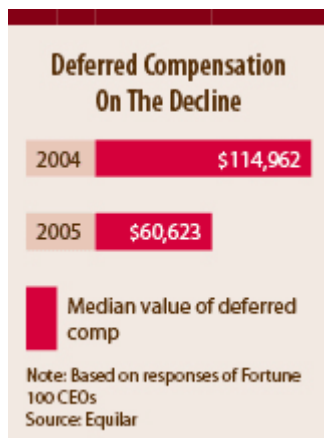 Deferred Compensation
On The Decline
2004 $114,962
2005 $60,623
Median value of deferred
comp
Note: Based on responses of Fortune
100 CEOs
Source: Equilar